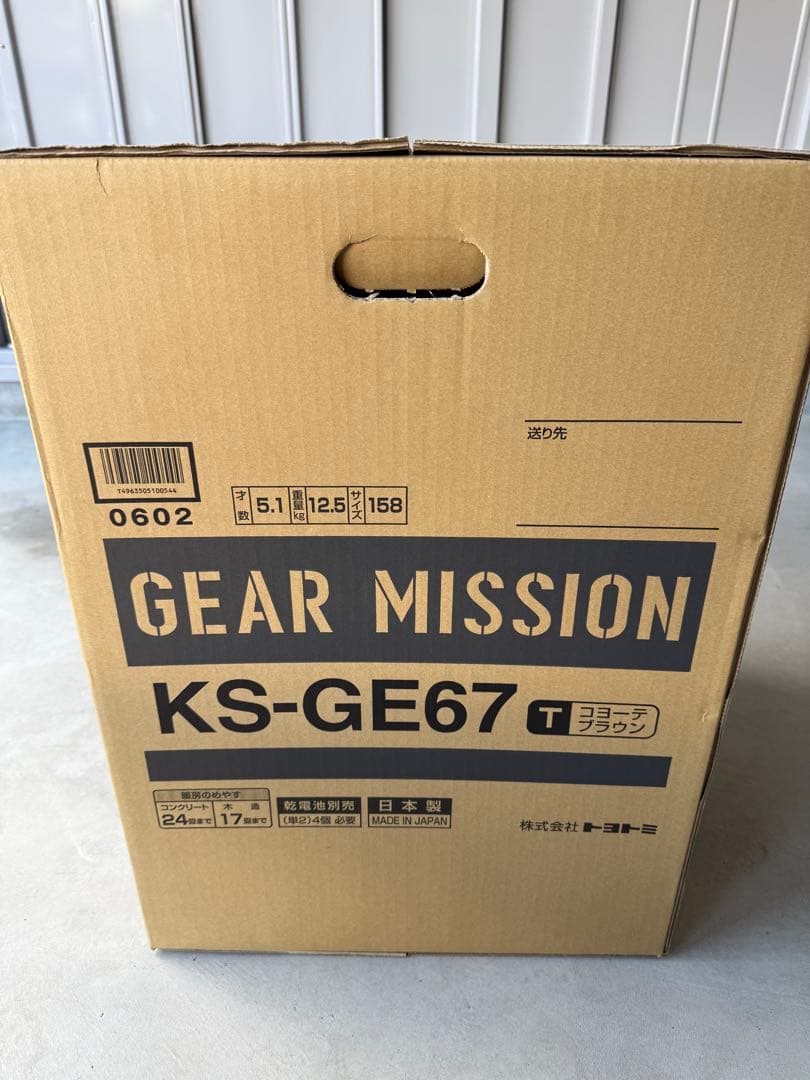 送り先
T4963505100544
0602
才数 5.1 重量kg 12.5 サイズ 158
GEAR MISSION
KS-GE67 T コヨーテブラウン
暖房のめやす
コンクリート 24畳まで 木造 17畳まで
乾電池別売
(単2)4個 必要
日本製
MADE IN JAPAN
株式会社 トヨトミ